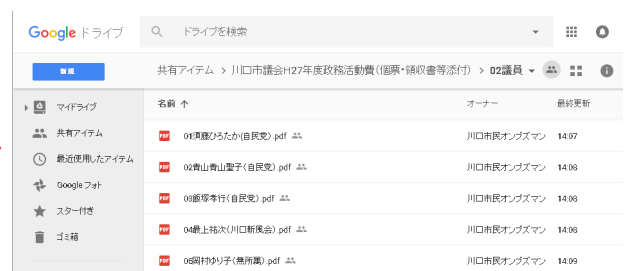 Google ドライブ
ドライブを検索
新規
共有アイテム > 川口市議会H27年度政務活動費(個票・領収書等添付) > 02議員
マイドライブ
共有アイテム
最近使用したアイテム
Google フォト
スター付き
ゴミ箱
名前 ↑ オーナー 最終更新
PDF 01須藤ひろたか(自民党).pdf 川口市民オンブズマン 14:07
PDF 02青山青山聖子(自民党).pdf 川口市民オンブズマン 14:08
PDF 03飯塚孝行(自民党).pdf 川口市民オンブズマン 14:08
PDF 04最上祐次(川口新風会).pdf 川口市民オンブズマン 14:08
PDF 05岡村ゆり子(無所属).pdf 川口市民オンブズマン 14:09